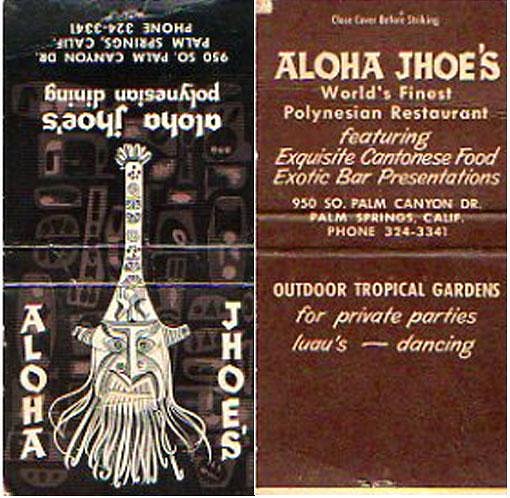 950 SO. PALM CANYON DR.
PALM SPRINGS, CALIF.
PHONE 324-3341
aloha jhoe's
polynesian dining
ALOHA
JHOE'S
Close Cover Before Striking
ALOHA JHOE'S
World's Finest
Polynesian Restaurant
featuring
Exquisite Cantonese Food
Exotic Bar Presentations
950 SO. PALM CANYON DR.
PALM SPRINGS, CALIF.
PHONE 324-3341
OUTDOOR TROPICAL GARDENS
for private parties
luau's — dancing